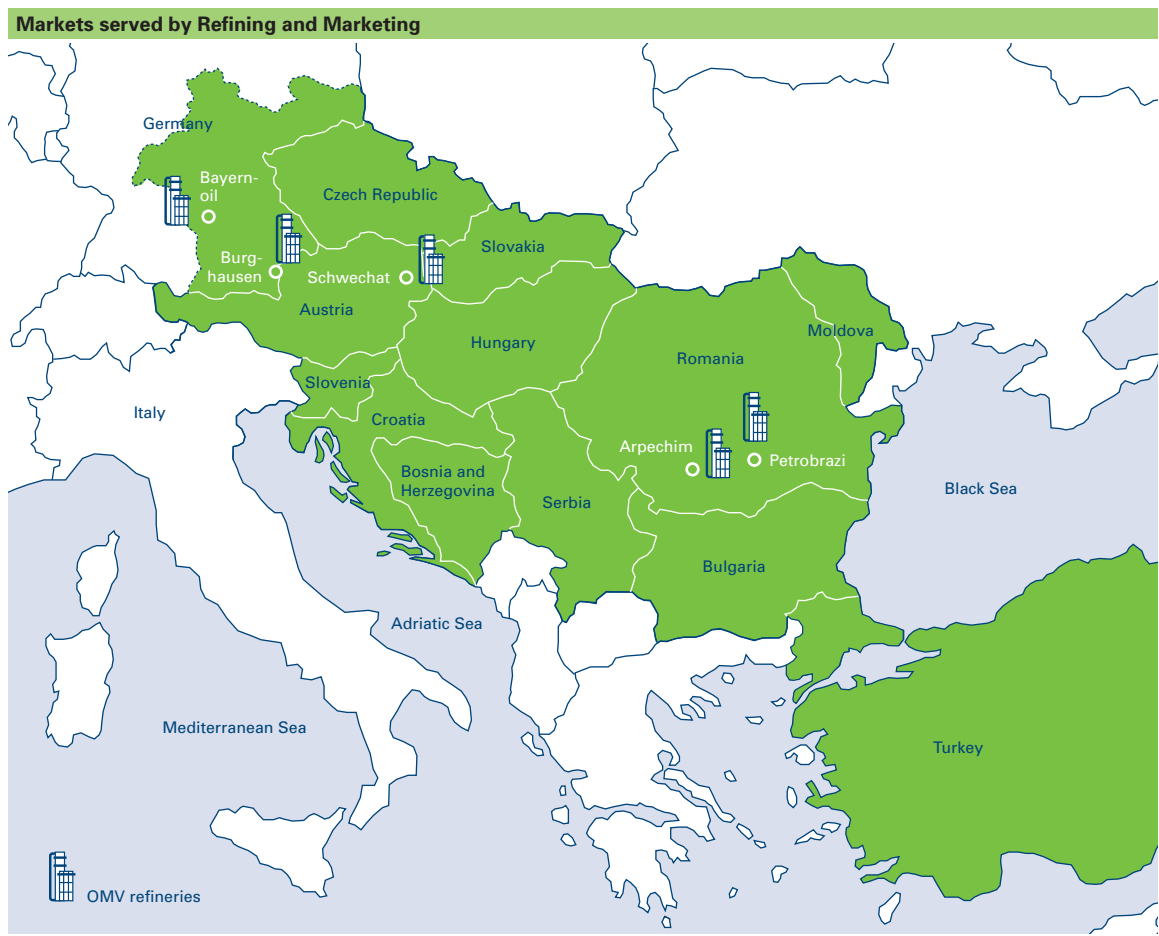 Markets served by Refining and Marketing
Germany
Bayern-
oil
Czech Republic
Slovakia
Burg-
hausen
Schwechat
Austria
Hungary
Moldova
Romania
Slovenia
Italy
Croatia
Arpechim
Petrobrazi
Bosnia and
Herzegovina
Serbia
Black Sea
Bulgaria
Adriatic Sea
Mediterranean Sea
Turkey
OMV refineries